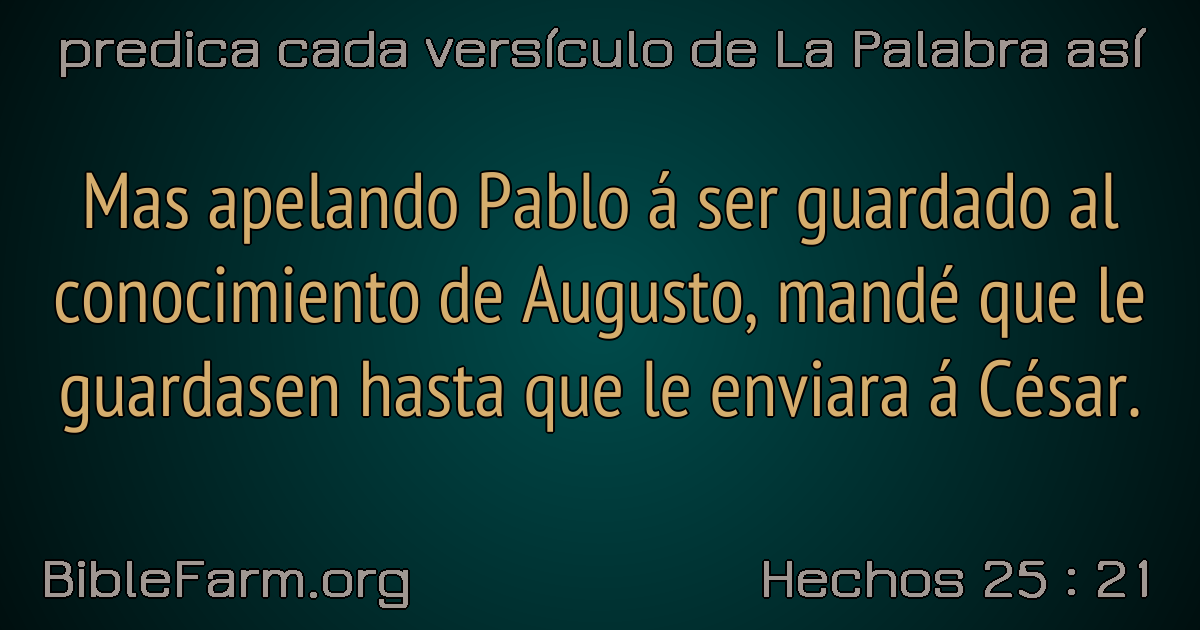 predica cada versículo de La Palabra así
Mas apelando Pablo á ser guardado al
conocimiento de Augusto, mandé que le
guardasen hasta que le enviara á César.
BibleFarm.org
Hechos 25 : 21